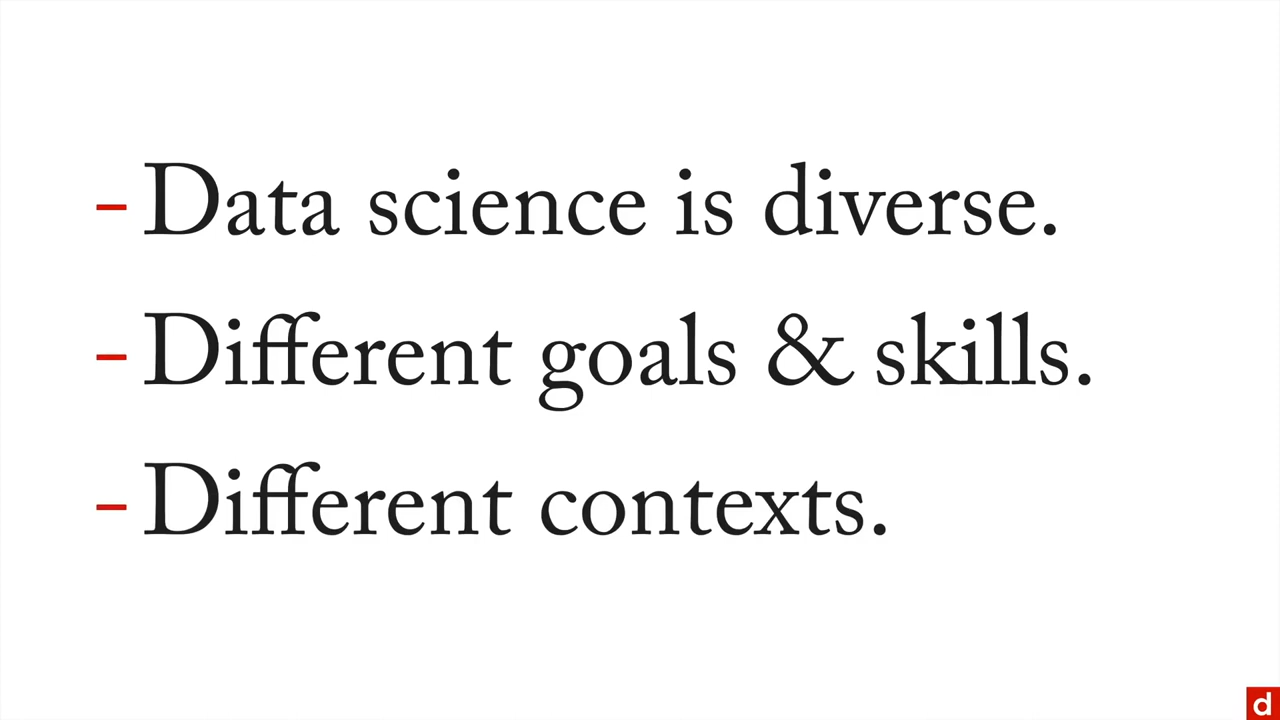 - Data science is diverse.
- Different goals & skills.
- Different contexts.
d